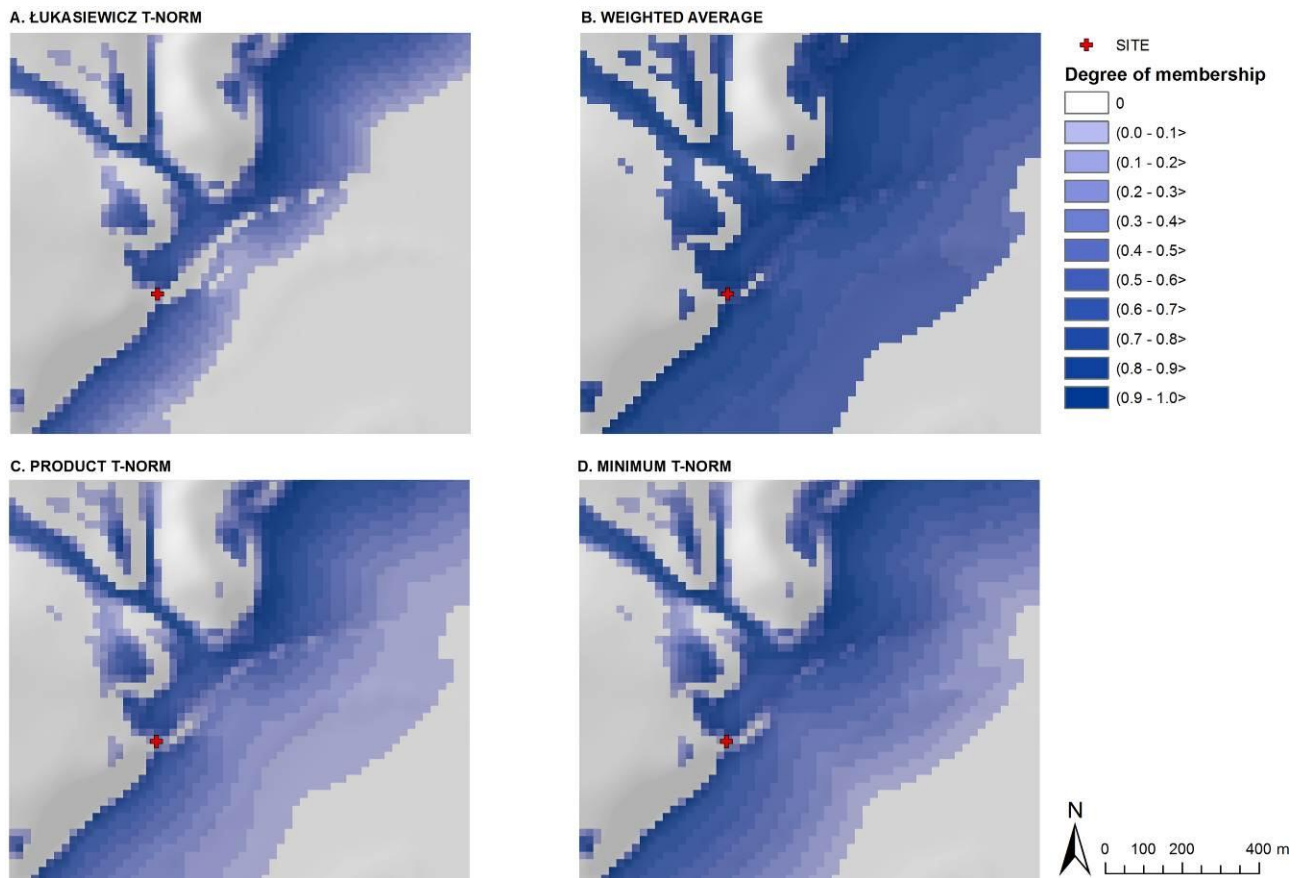 A. ŁUKASIEWICZ T-NORM
B. WEIGHTED AVERAGE
SITE
Degree of membership
0
(0.0 - 0.1>
(0.1 - 0.2>
(0.2 - 0.3>
(0.3 - 0.4>
(0.4 - 0.5>
(0.5 - 0.6>
(0.6 - 0.7>
(0.7 - 0.8>
(0.8 - 0.9>
(0.9 - 1.0>
C. PRODUCT T-NORM
D. MINIMUM T-NORM
N
0 100 200 400 m